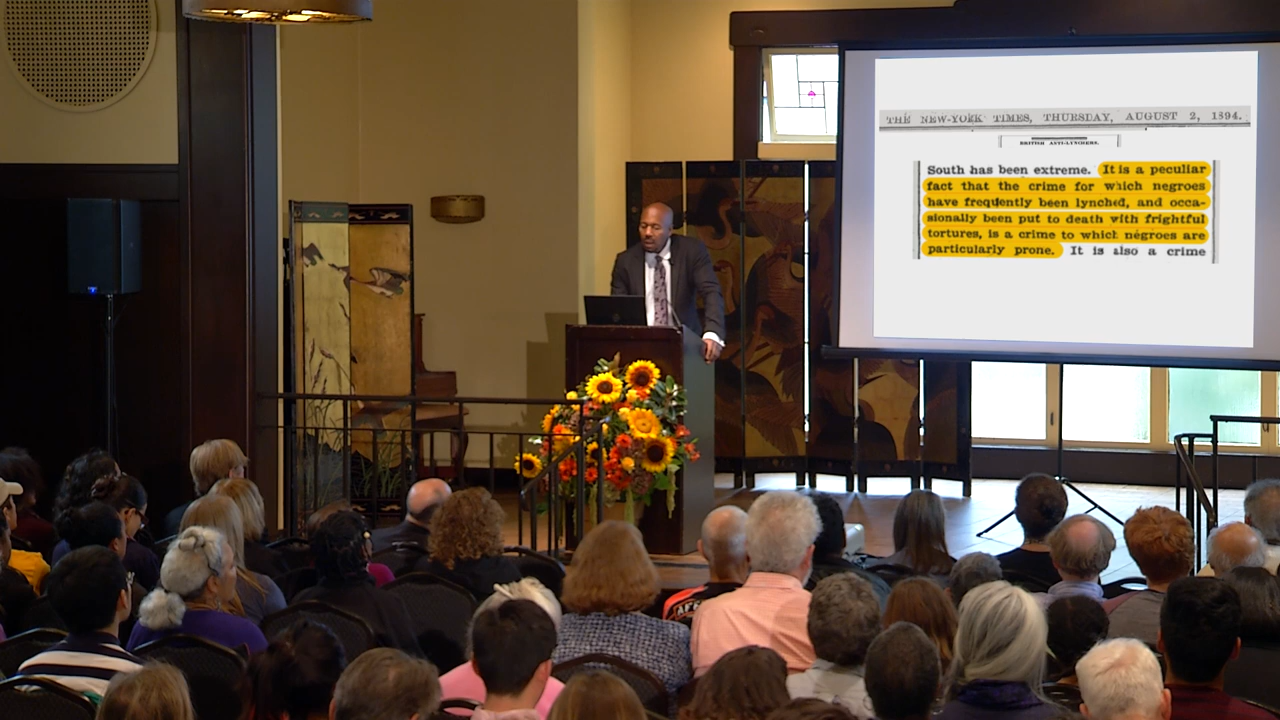 THE NEW-YORK TIMES, THURSDAY, AUGUST 2, 1894.
BRITISH ANTI-LYNCHERS.
South has been extreme. It is a peculiar
fact that the crime for which negroes
have frequently been lynched, and occa-
sionally been put to death with frightful
tortures, is a crime to which negroes are
particularly prone. It is also a crime